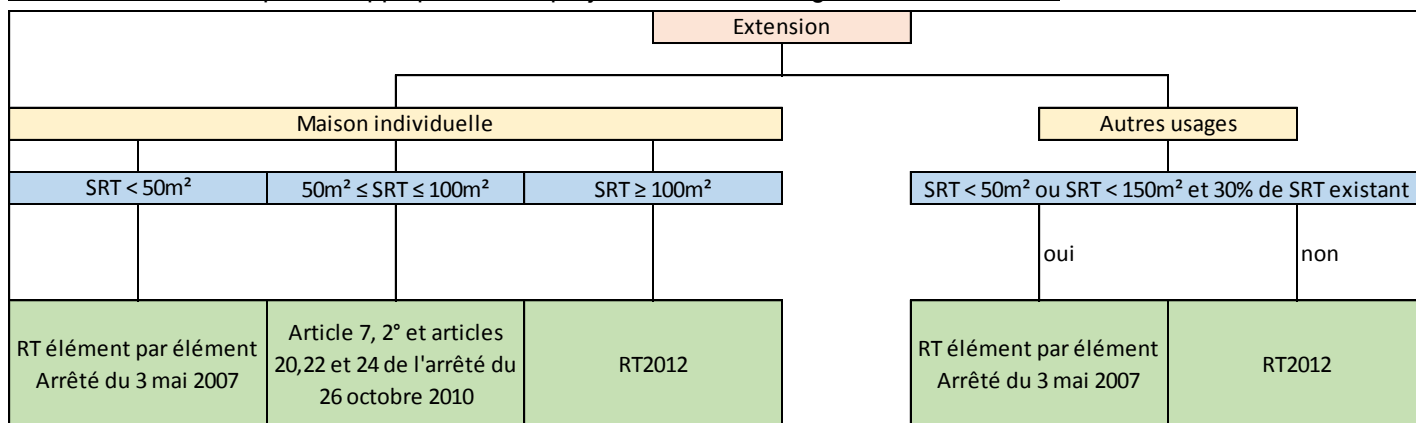 Extension
Maison individuelle
Autres usages
SRT < 50m²
50m² ≤ SRT ≤ 100m²
SRT ≥ 100m²
SRT < 50m² ou SRT < 150m² et 30% de SRT existant
oui
non
RT élément par élément
Arrêté du 3 mai 2007
Article 7, 2° et articles
20,22 et 24 de l'arrêté du
26 octobre 2010
RT2012
RT élément par élément
Arrêté du 3 mai 2007
RT2012